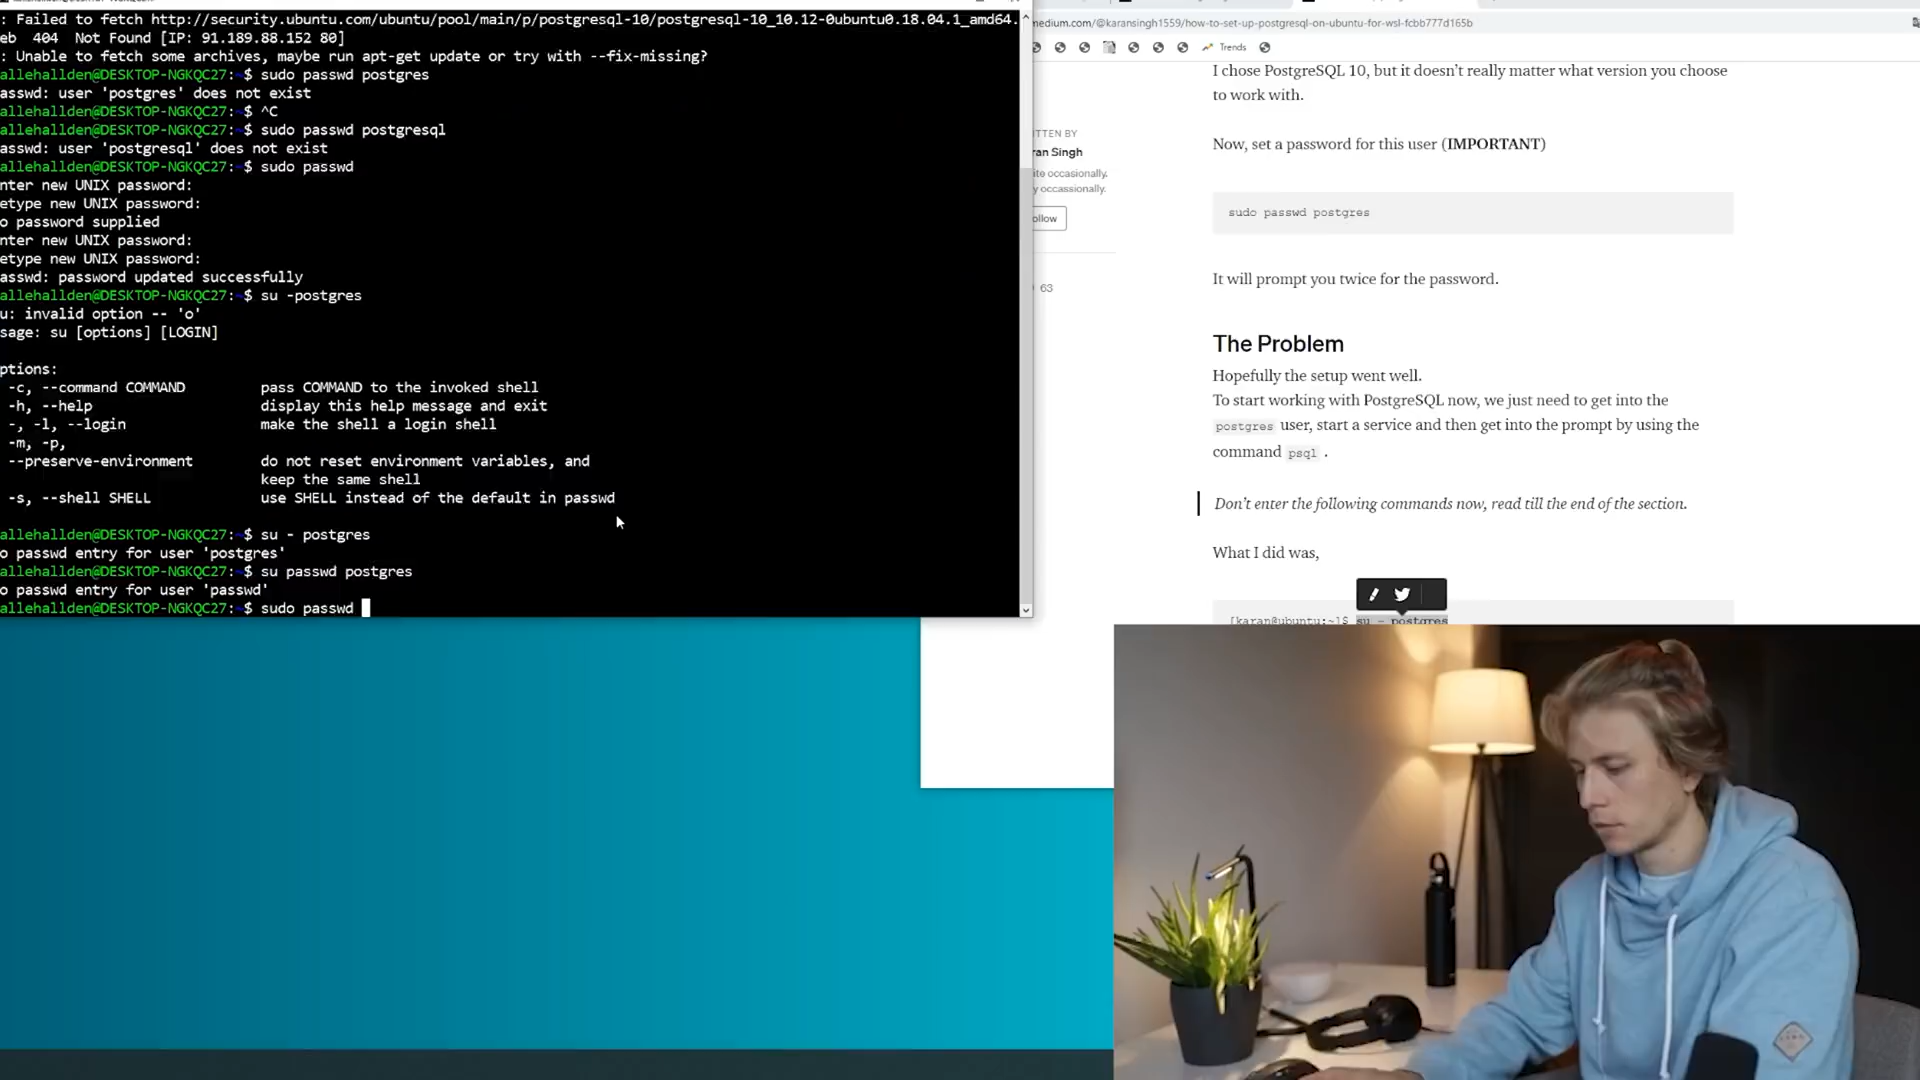 : Failed to fetch http://security.ubuntu.com/ubuntu/pool/main/p/postgresql-10/postgresql-10_10.12-0ubuntu0.18.04.1_amd64.
eb  404  Not Found [IP: 91.189.88.152 80]
: Unable to fetch some archives, maybe run apt-get update or try with --fix-missing?
allehallden@DESKTOP-NGKQC27:~$ sudo passwd postgres
asswd: user 'postgres' does not exist
allehallden@DESKTOP-NGKQC27:~$ ^C
allehallden@DESKTOP-NGKQC27:~$ sudo passwd postgresql
asswd: user 'postgresql' does not exist
allehallden@DESKTOP-NGKQC27:~$ sudo passwd
nter new UNIX password:
etype new UNIX password:
o password supplied
nter new UNIX password:
etype new UNIX password:
asswd: password updated successfully
allehallden@DESKTOP-NGKQC27:~$ su -postgres
u: invalid option -- 'o'
sage: su [options] [LOGIN]
ptions:
-c, --command COMMAND pass COMMAND to the invoked shell
-h, --help display this help message and exit
-, -l, --login make the shell a login shell
-m, -p,
--preserve-environment do not reset environment variables, and
keep the same shell
-s, --shell SHELL use SHELL instead of the default in passwd
allehallden@DESKTOP-NGKQC27:~$ su - postgres
o passwd entry for user 'postgres'
allehallden@DESKTOP-NGKQC27:~$ su passwd postgres
o passwd entry for user 'passwd'
allehallden@DESKTOP-NGKQC27:~$ sudo passwd
medium.com/@karansingh1559/how-to-set-up-postgresql-on-ubuntu-for-wsl-fcbb777d165b
Trends
TTEN BY
ran Singh
ite occasionally.
y occassionally.
ollow
63
I chose PostgreSQL 10, but it doesn't really matter what version you choose
to work with.
Now, set a password for this user (IMPORTANT)
sudo passwd postgres
It will prompt you twice for the password.
The Problem
Hopefully the setup went well.
To start working with PostgreSQL now, we just need to get into the
postgres user, start a service and then get into the prompt by using the
command psql .
Don't enter the following commands now, read till the end of the section.
What I did was,
[karan@ubuntu:~]$ su - postgres